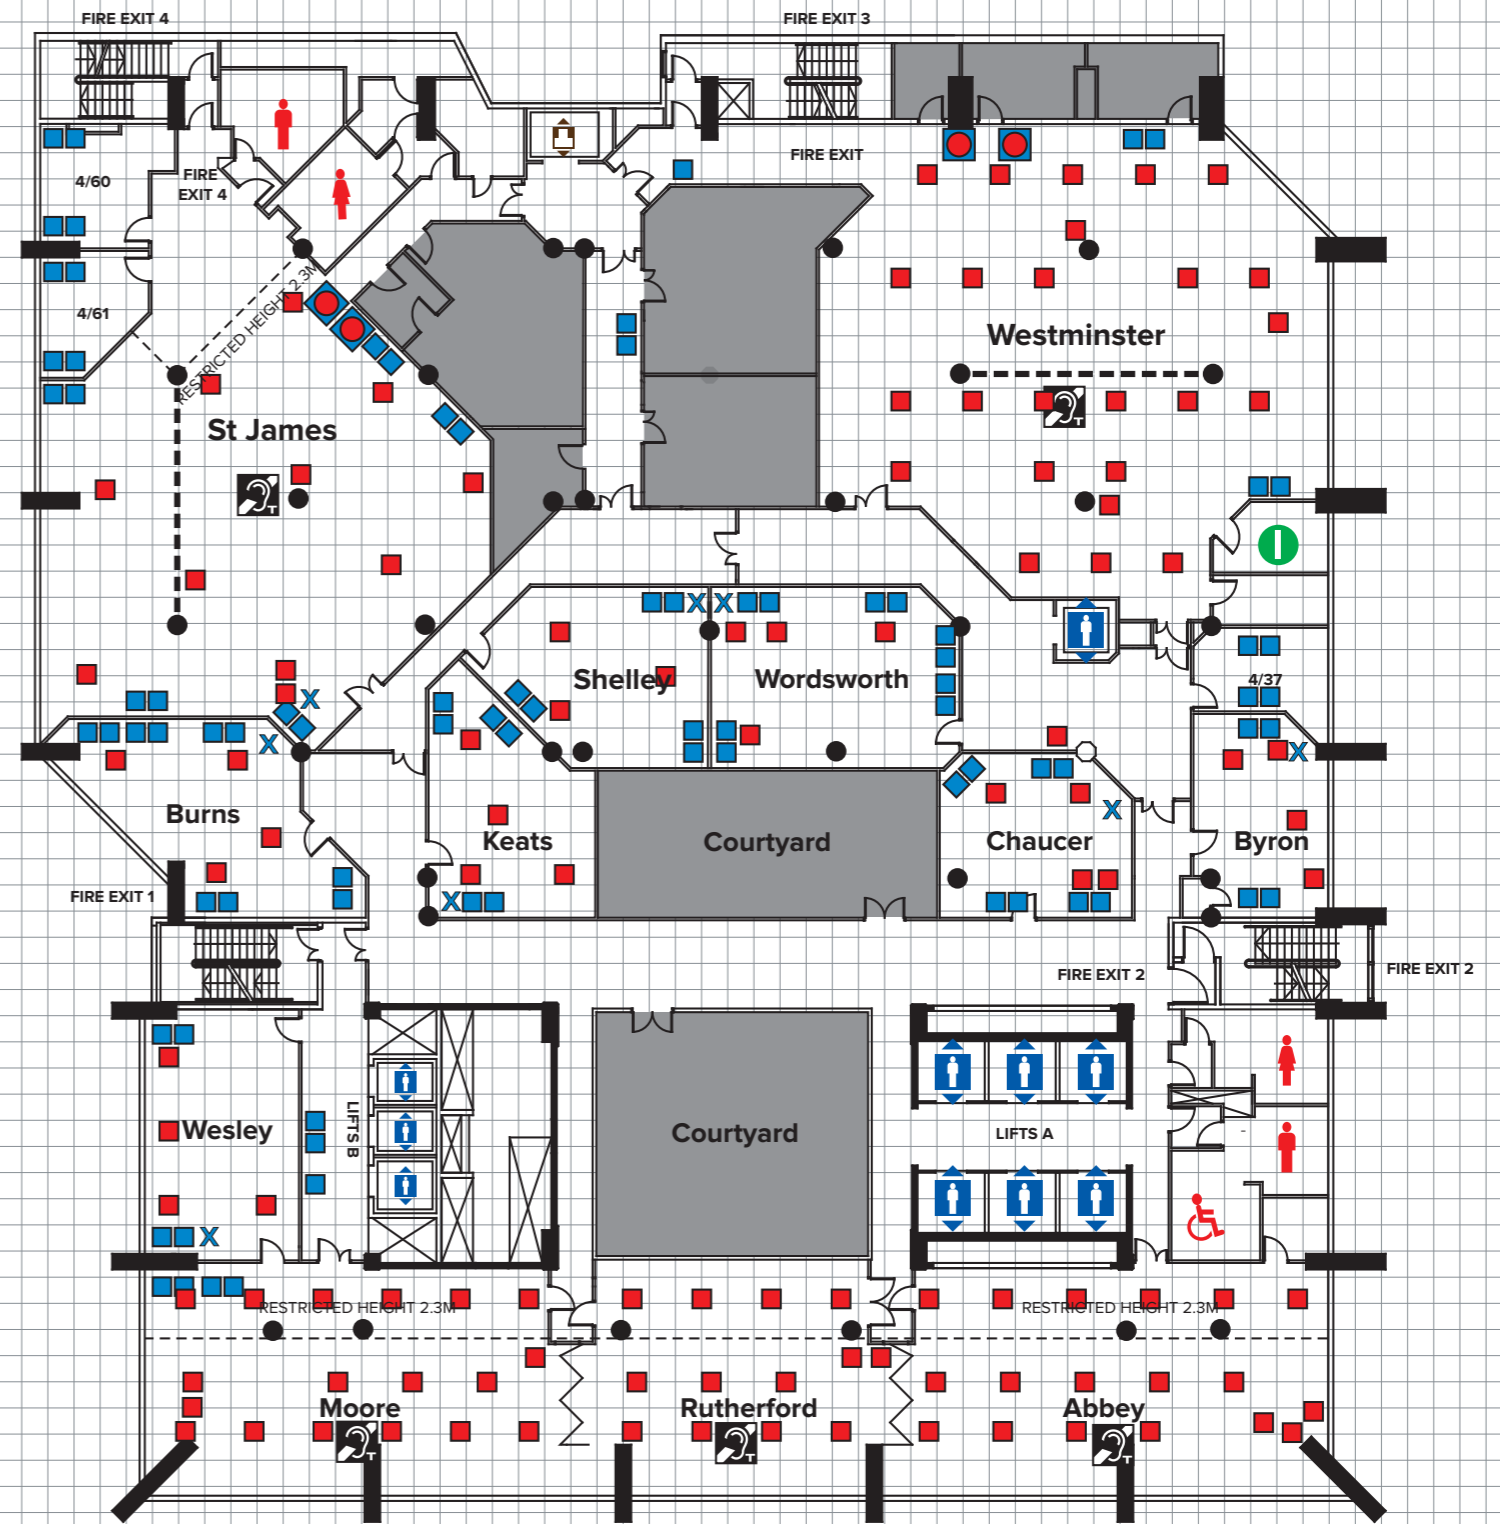 FIRE EXIT 4
FIRE EXIT 3
FIRE EXIT
4/60
FIRE
EXIT 4
RESTRICTED HEIGHT 2.3M
4/61
Westminster
T
St James
T
X
X
Shelley
Wordsworth
4/37
X
X
X
Burns
Keats
Courtyard
Chaucer
X
Byron
FIRE EXIT 1
X
FIRE EXIT 2
FIRE EXIT 2
Wesley
LIFTS B
Courtyard
LIFTS A
X
RESTRICTED HEIGHT 2.3M
RESTRICTED HEIGHT 2.3M
Moore
T
Rutherford
T
Abbey
T